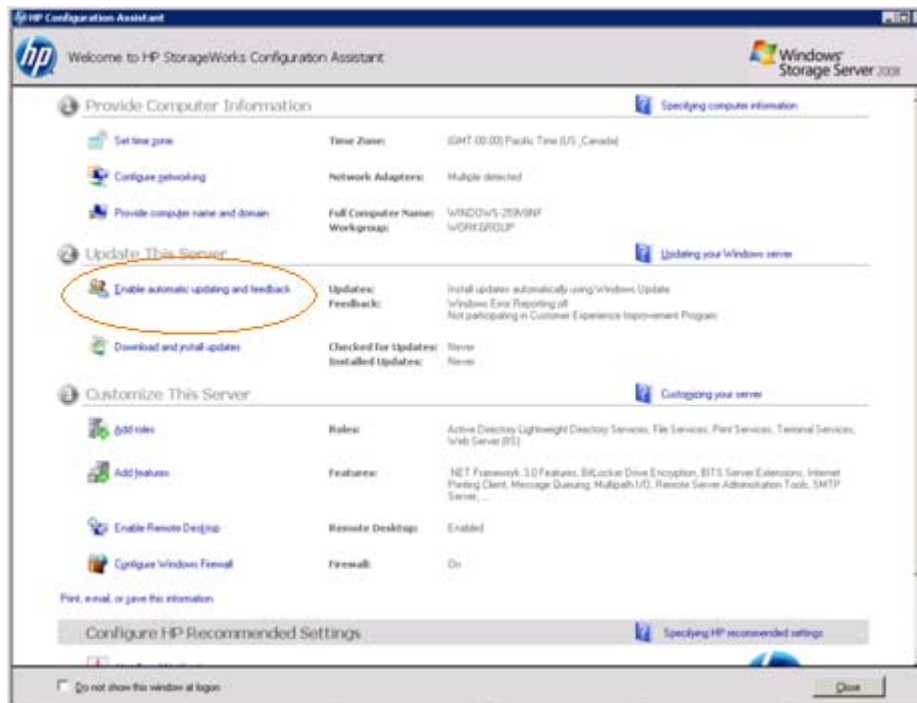 HP Configuration Assistant
hp Welcome to HP StorageWorks Configuration Assistant
Windows
Storage Server 2008
1 Provide Computer Information
Specifying computer information
Set time zone Time Zone: (GMT-08:00) Pacific Time (US, Canada)
Configure networking Network Adapters: Multiple detected
Provide computer name and domain Full Computer Name:
Workgroup: WORKGROUP
2 Update This Server
Updating your Windows server
Enable automatic updating and feedback Updates: Install updates automatically using Windows Update
Feedback: Windows Error Reporting off
Not participating in Customer Experience Improvement Program
Download and install updates Checked for Updates: Never
Installed Updates: Never
3 Customize This Server
Customizing your server
Add roles Roles: Active Directory Lightweight Directory Services, File Services, Print Services, Terminal Services,
Web Server (IIS)
Add features Features: .NET Framework 3.0 Features, BitLocker Drive Encryption, BITS Server Extensions, Internet
Printing Client, Message Queuing, Multipath I/O, Remote Server Administration Tools, SMTP
Server, ...
Enable Remote Desktop Remote Desktop: Enabled
Configure Windows Firewall Firewall: On
Print, e-mail, or save this information
Configure HP Recommended Settings
Specifying HP recommended settings
Do not show this window at logon
Close